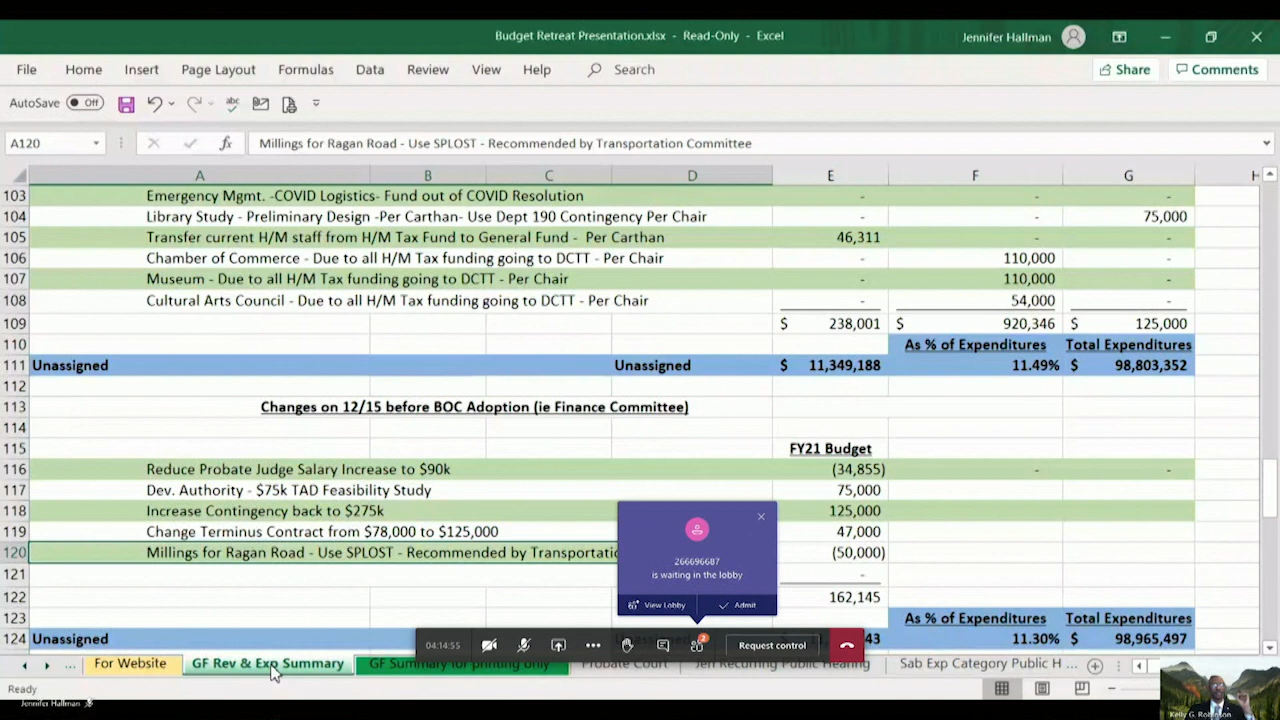 Budget Retreat Presentation.xlsx - Read-Only - Excel
Jennifer Hallman
File Home Insert Page Layout Formulas Data Review View Help Search Share Comments
AutoSave Off
A120 fx Millings for Ragan Road - Use SPLOST - Recommended by Transportation Committee
A B C D E F G H
103 Emergency Mgmt. -COVID Logistics- Fund out of COVID Resolution - - -
104 Library Study - Preliminary Design -Per Carthan- Use Dept 190 Contingency Per Chair - - 75,000
105 Transfer current H/M staff from H/M Tax Fund to General Fund - Per Carthan 46,311 - -
106 Chamber of Commerce - Due to all H/M Tax funding going to DCTT - Per Chair - 110,000 -
107 Museum - Due to all H/M Tax funding going to DCTT - Per Chair - 110,000 -
108 Cultural Arts Council - Due to all H/M Tax funding going to DCTT - Per Chair - 54,000 -
109 $ 238,001 $ 920,346 $ 125,000
110 As % of Expenditures Total Expenditures
111 Unassigned Unassigned $ 11,349,188 11.49% $ 98,803,352
112
113 Changes on 12/15 before BOC Adoption (ie Finance Committee)
114
115 FY21 Budget
116 Reduce Probate Judge Salary Increase to $90k (34,855) - -
117 Dev. Authority - $75k TAD Feasibility Study 75,000
118 Increase Contingency back to $275k 125,000
119 Change Terminus Contract from $78,000 to $125,000 47,000
120 Millings for Ragan Road - Use SPLOST - Recommended by Transportatio (50,000)
121 -
122 162,145
123 As % of Expenditures Total Expenditures
124 Unassigned 43 11.30% $ 98,965,497
266696687
is waiting in the lobby
View Lobby Admit
04:14:55 2 Request control
... For Website GF Rev & Exp Summary GF Summary for printing only Probate Court Jen Recurring Public Hearing Sab Exp Category Public H ...
Ready
Jennifer Hallman
Kelly G. Robinson